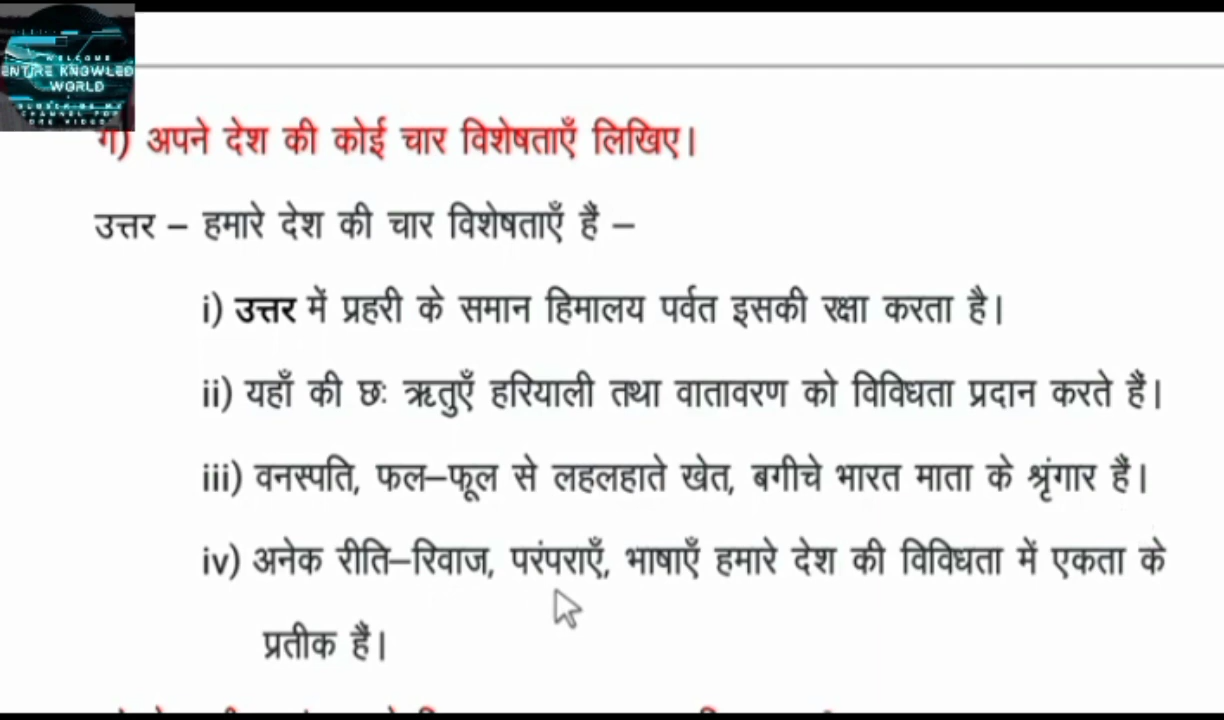 WELCOME
ENTIRE KNOWLED
WORLD
ग) अपने देश की कोई चार विशेषताएँ लिखिए।
उत्तर – हमारे देश की चार विशेषताएँ हैं –
i) उत्तर में प्रहरी के समान हिमालय पर्वत इसकी रक्षा करता है।
ii) यहाँ की छः ऋतुएँ हरियाली तथा वातावरण को विविधता प्रदान करते हैं।
iii) वनस्पति, फल–फूल से लहलहाते खेत, बगीचे भारत माता के श्रृंगार हैं।
iv) अनेक रीति–रिवाज, परंपराएँ, भाषाएँ हमारे देश की विविधता में एकता के
प्रतीक हैं।